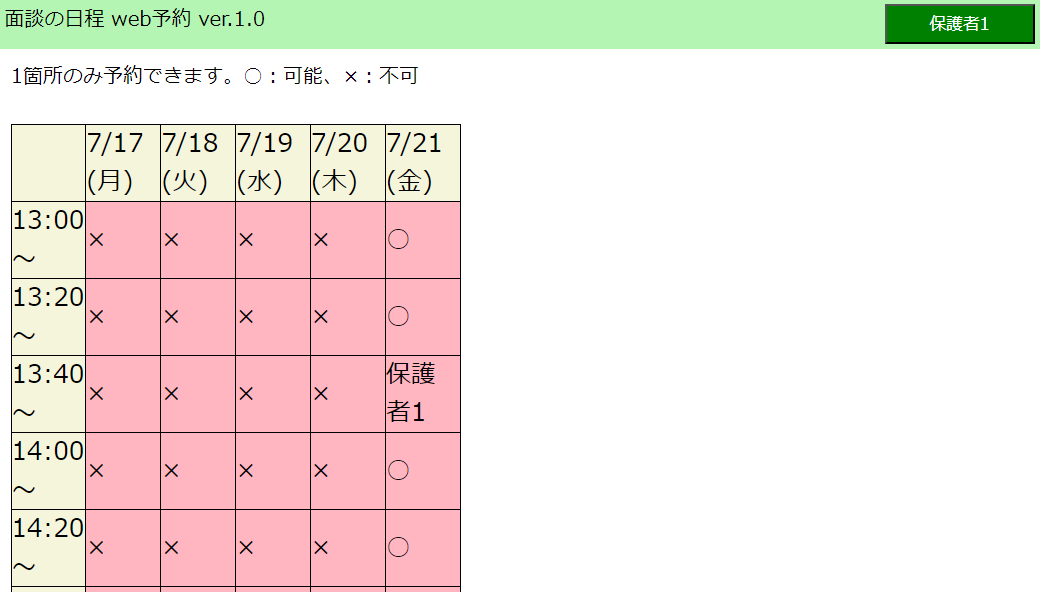 面談の日程 web予約 ver.1.0
保護者1
1箇所のみ予約できます。○：可能、×：不可
7/17 7/18 7/19 7/20 7/21
(月) (火) (水) (木) (金)
13:00～ × × × × ○
13:20～ × × × × ○
13:40～ × × × × 保護者1
14:00～ × × × × ○
14:20～ × × × × ○